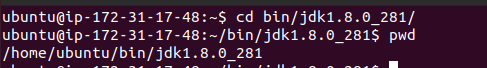 ubuntu@ip-172-31-17-48:~$ cd bin/jdk1.8.0_281/
ubuntu@ip-172-31-17-48:~/bin/jdk1.8.0_281$ pwd
/home/ubuntu/bin/jdk1.8.0_281